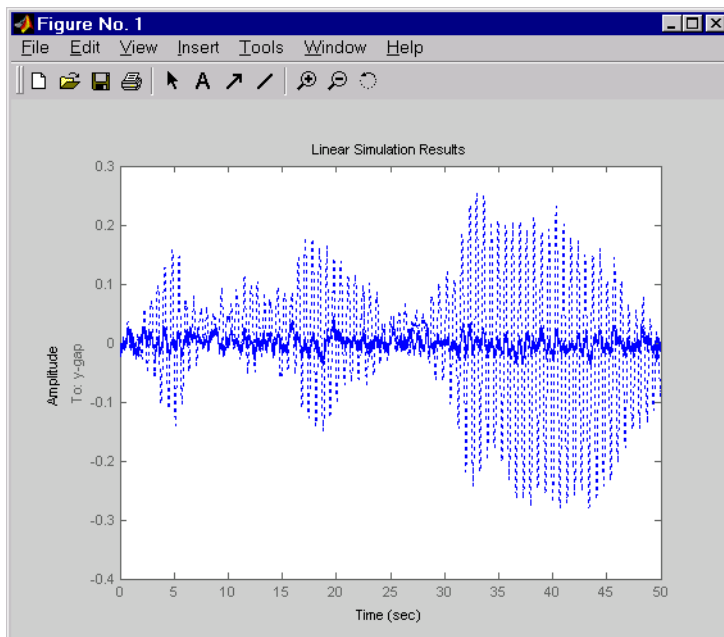 Figure No. 1
File Edit View Insert Tools Window Help
A
Linear Simulation Results
0.3
0.2
0.1
0
-0.1
-0.2
-0.3
-0.4
Amplitude
To: y-gap
0 5 10 15 20 25 30 35 40 45 50
Time (sec)